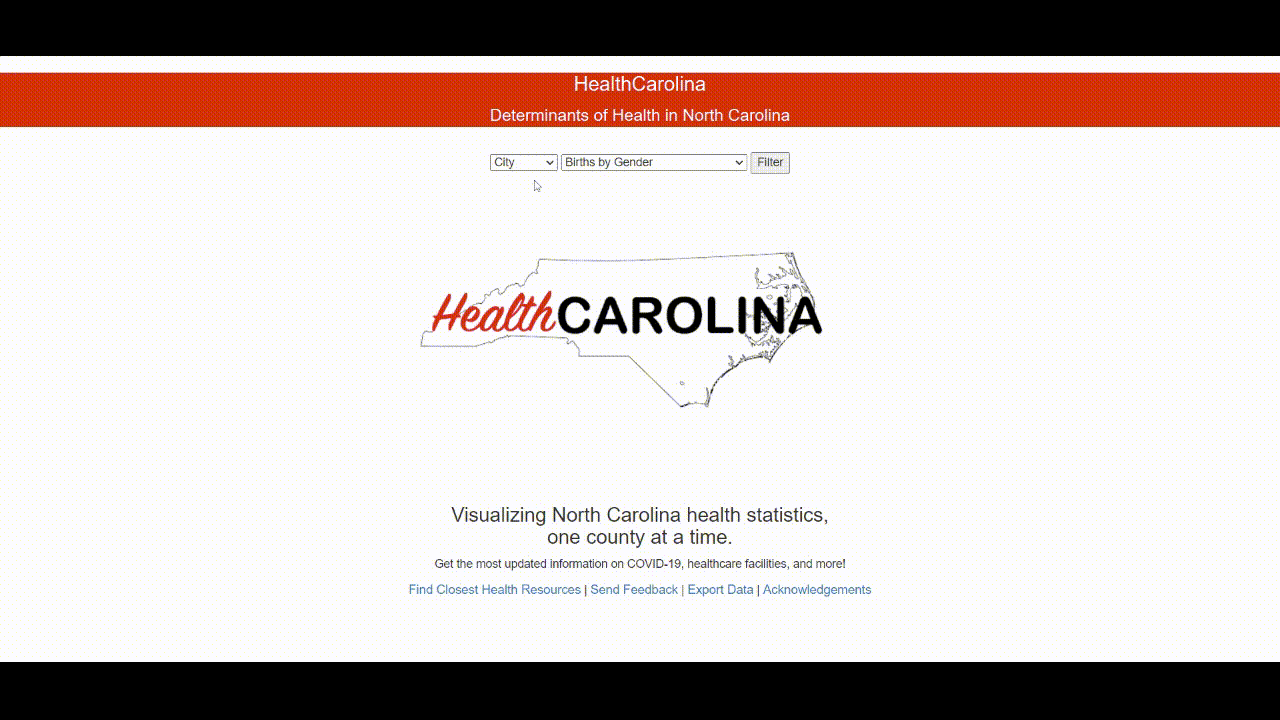 HealthCarolina
Determinants of Health in North Carolina
City Births by Gender Filter
HealthCAROLINA
Visualizing North Carolina health statistics,
one county at a time.
Get the most updated information on COVID-19, healthcare facilities, and more!
Find Closest Health Resources | Send Feedback | Export Data | Acknowledgements